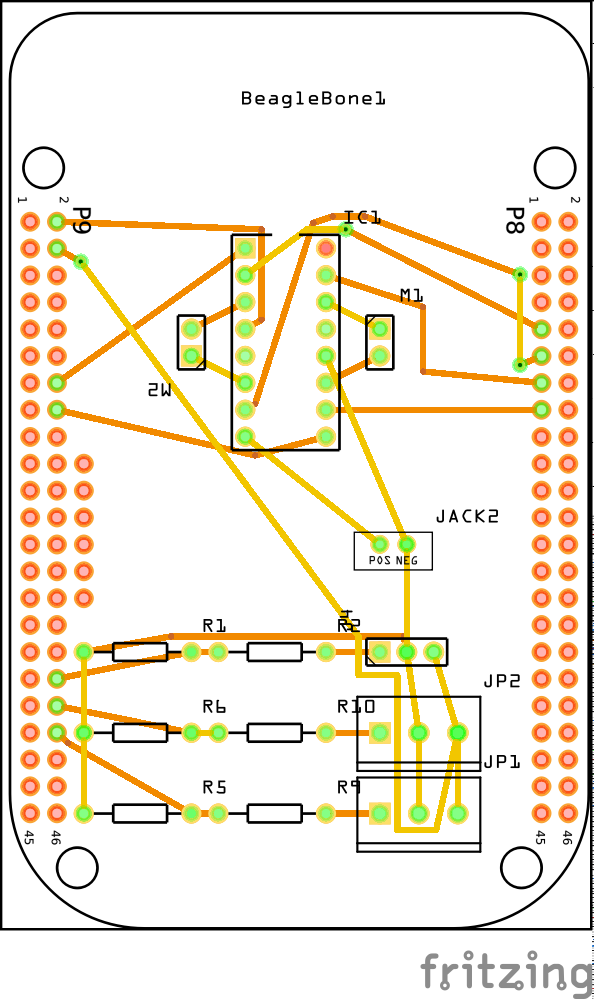 BeagleBone1
1
2
P9
IC1
P8
1
2
M1
M2
JACK2
POS NEG
R1
R2
JP2
R6
R10
JP1
R5
R9
45
46
45
46
fritzing